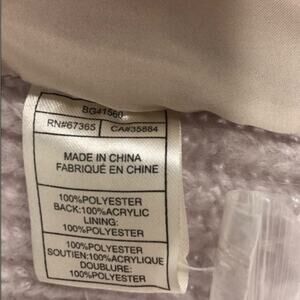 BG41560
RN#67365 CA#35884
MADE IN CHINA
FABRIQUÉ EN CHINE
100%POLYESTER
BACK:100%ACRYLIC
LINING:
100%POLYESTER
100%POLYESTER
SOUTIEN:100%ACRYLIQUE
DOUBLURE:
100%POLYESTER